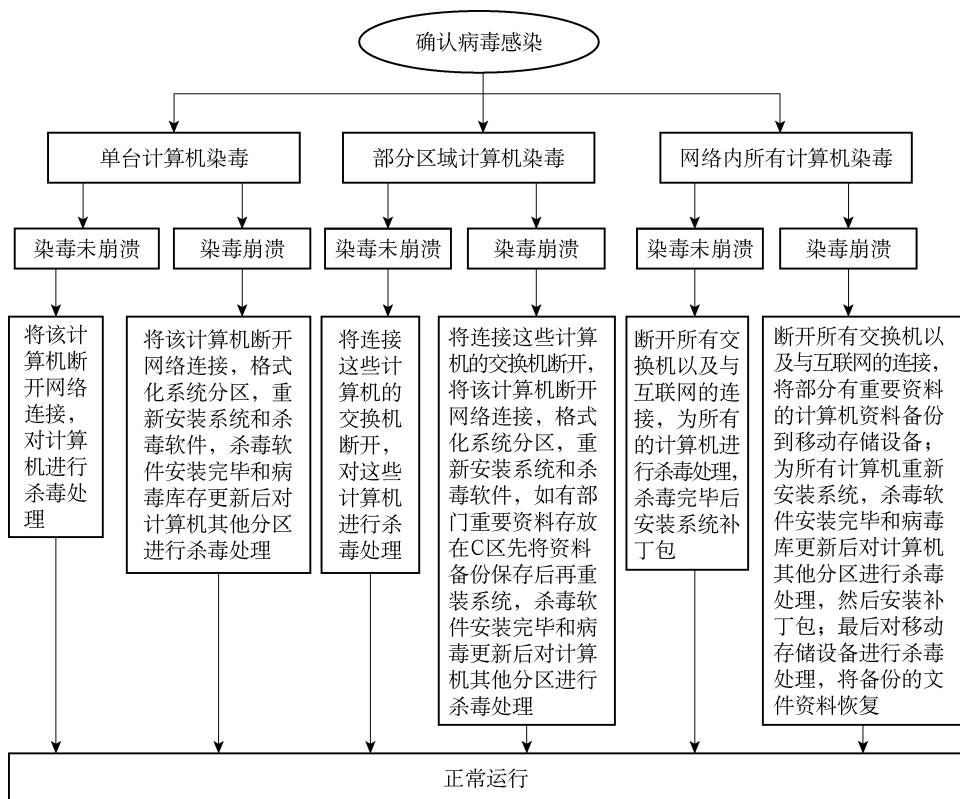 确认病毒感染
单台计算机染毒
部分区域计算机染毒
网络内所有计算机染毒
染毒未崩溃
染毒崩溃
染毒未崩溃
染毒崩溃
染毒未崩溃
染毒崩溃
将该计
算机断
开网络
连接，
对计算
机进行
杀毒处
理
将该计算机断开
网络连接，格式
化系统分区，重
新安装系统和杀
毒软件，杀毒软
件安装完毕和病
毒库存更新后对
计算机其他分区
进行杀毒处理
将连接
这些计
算机的
交换机
断开，
对这些
计算机
进行杀
毒处理
将连接这些计算
机的交换机断开，
将该计算机断开
网络连接，格式
化系统分区，重
新安装系统和杀
毒软件，如有部
门重要资料存放
在C区先将资料
备份保存后再重
装系统，杀毒软
件安装完毕和病
毒更新后对计算
机其他分区进行
杀毒处理
断开所有交
换机以及与
互联网的连
接，为所有
的计算机进
行杀毒处理，
杀毒完毕后
安装系统补
丁包
断开所有交换机以
及与互联网的连接，
将部分有重要资料
的计算机资料备份
到移动存储设备；
为所有计算机重新
安装系统，杀毒软
件安装完毕和病毒
库更新后对计算机
其他分区进行杀毒
处理，然后安装补
丁包；最后对移动
存储设备进行杀毒
处理，将备份的文
件资料恢复
正常运行